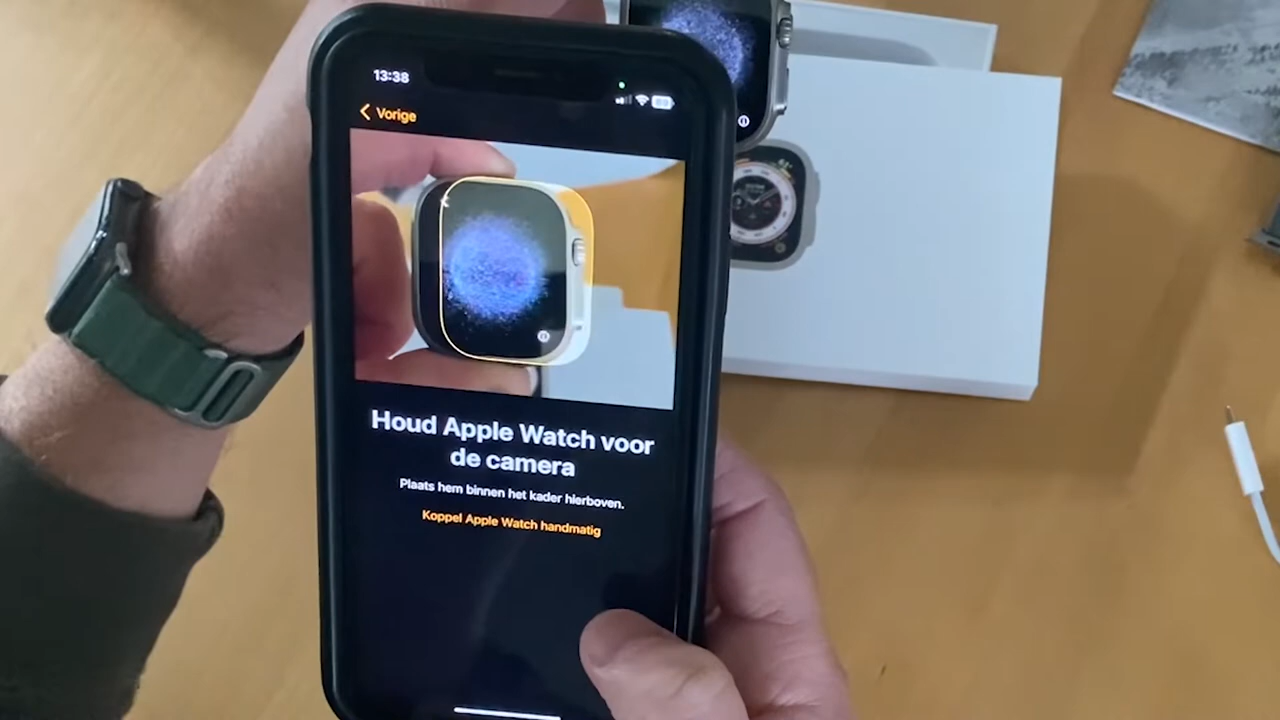 13:38
Vorige
Houd Apple Watch voor
de camera
Plaats hem binnen het kader hierboven.
Koppel Apple Watch handmatig